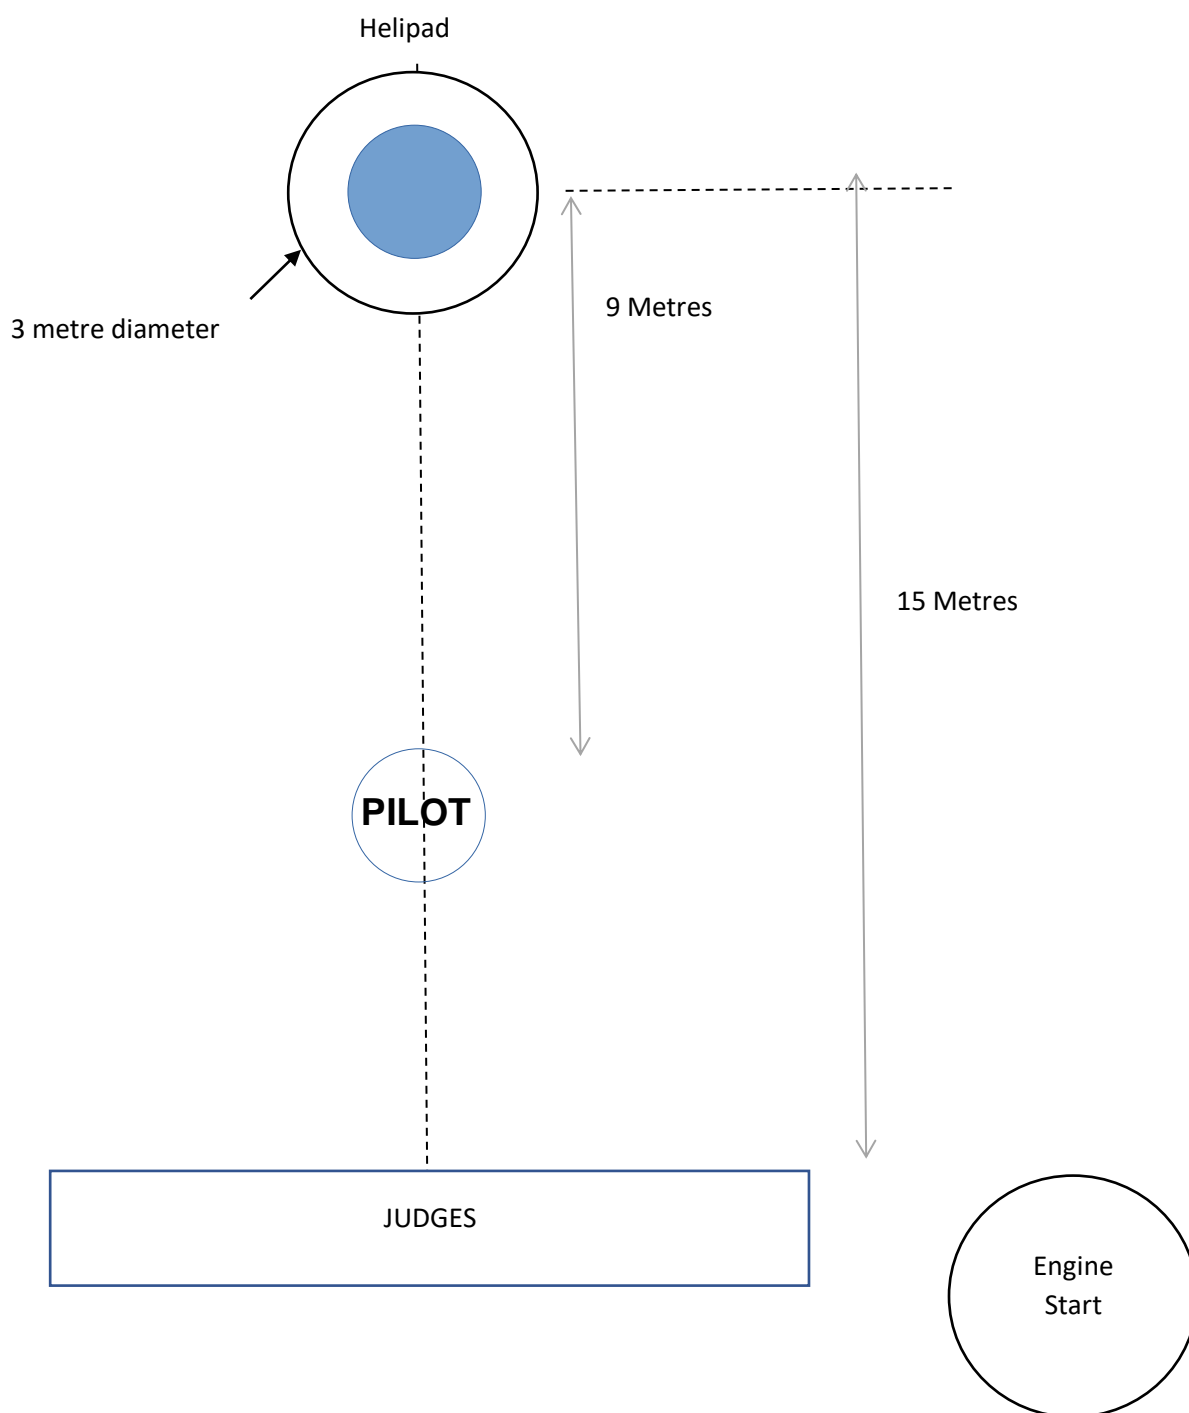 Helipad
9 Metres
3 metre diameter
15 Metres
PILOT
JUDGES
Engine
Start